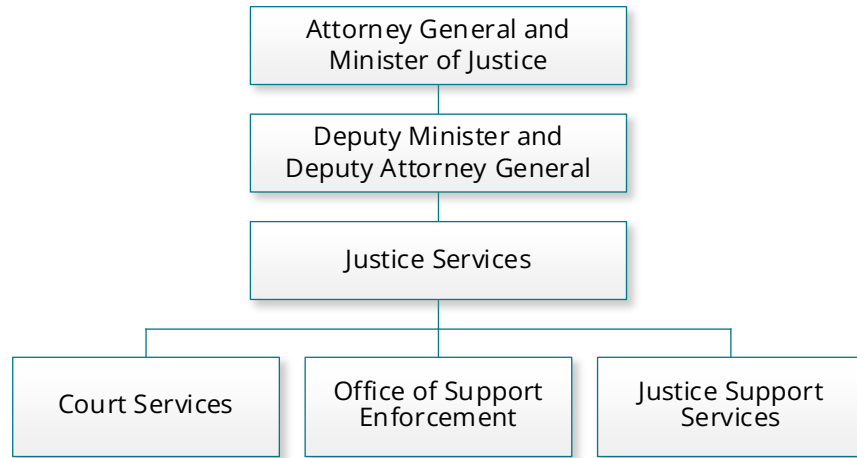 Attorney General and
Minister of Justice
Deputy Minister and
Deputy Attorney General
Justice Services
Court Services
Office of Support
Enforcement
Justice Support
Services